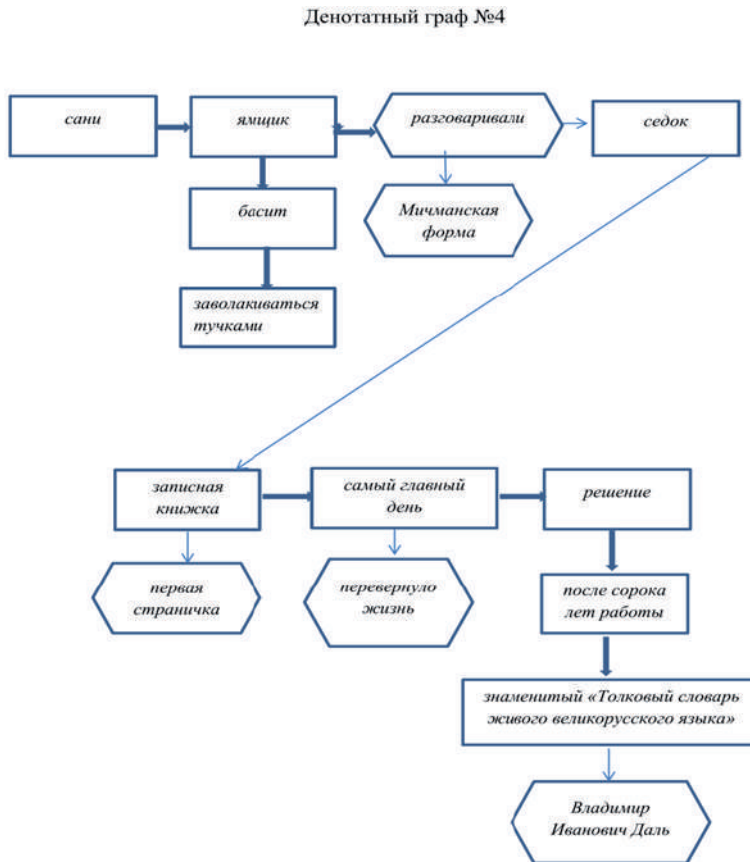 Денотатный граф №4
сани
ямщик
разговаривали
седок
басит
Мичманская
форма
заволакиваться
тучками
записная
книжка
самый главный
день
решение
первая
страничка
перевернуло
жизнь
после сорока
лет работы
знаменитый «Толковый словарь
живого великорусского языка»
Владимир
Иванович Даль